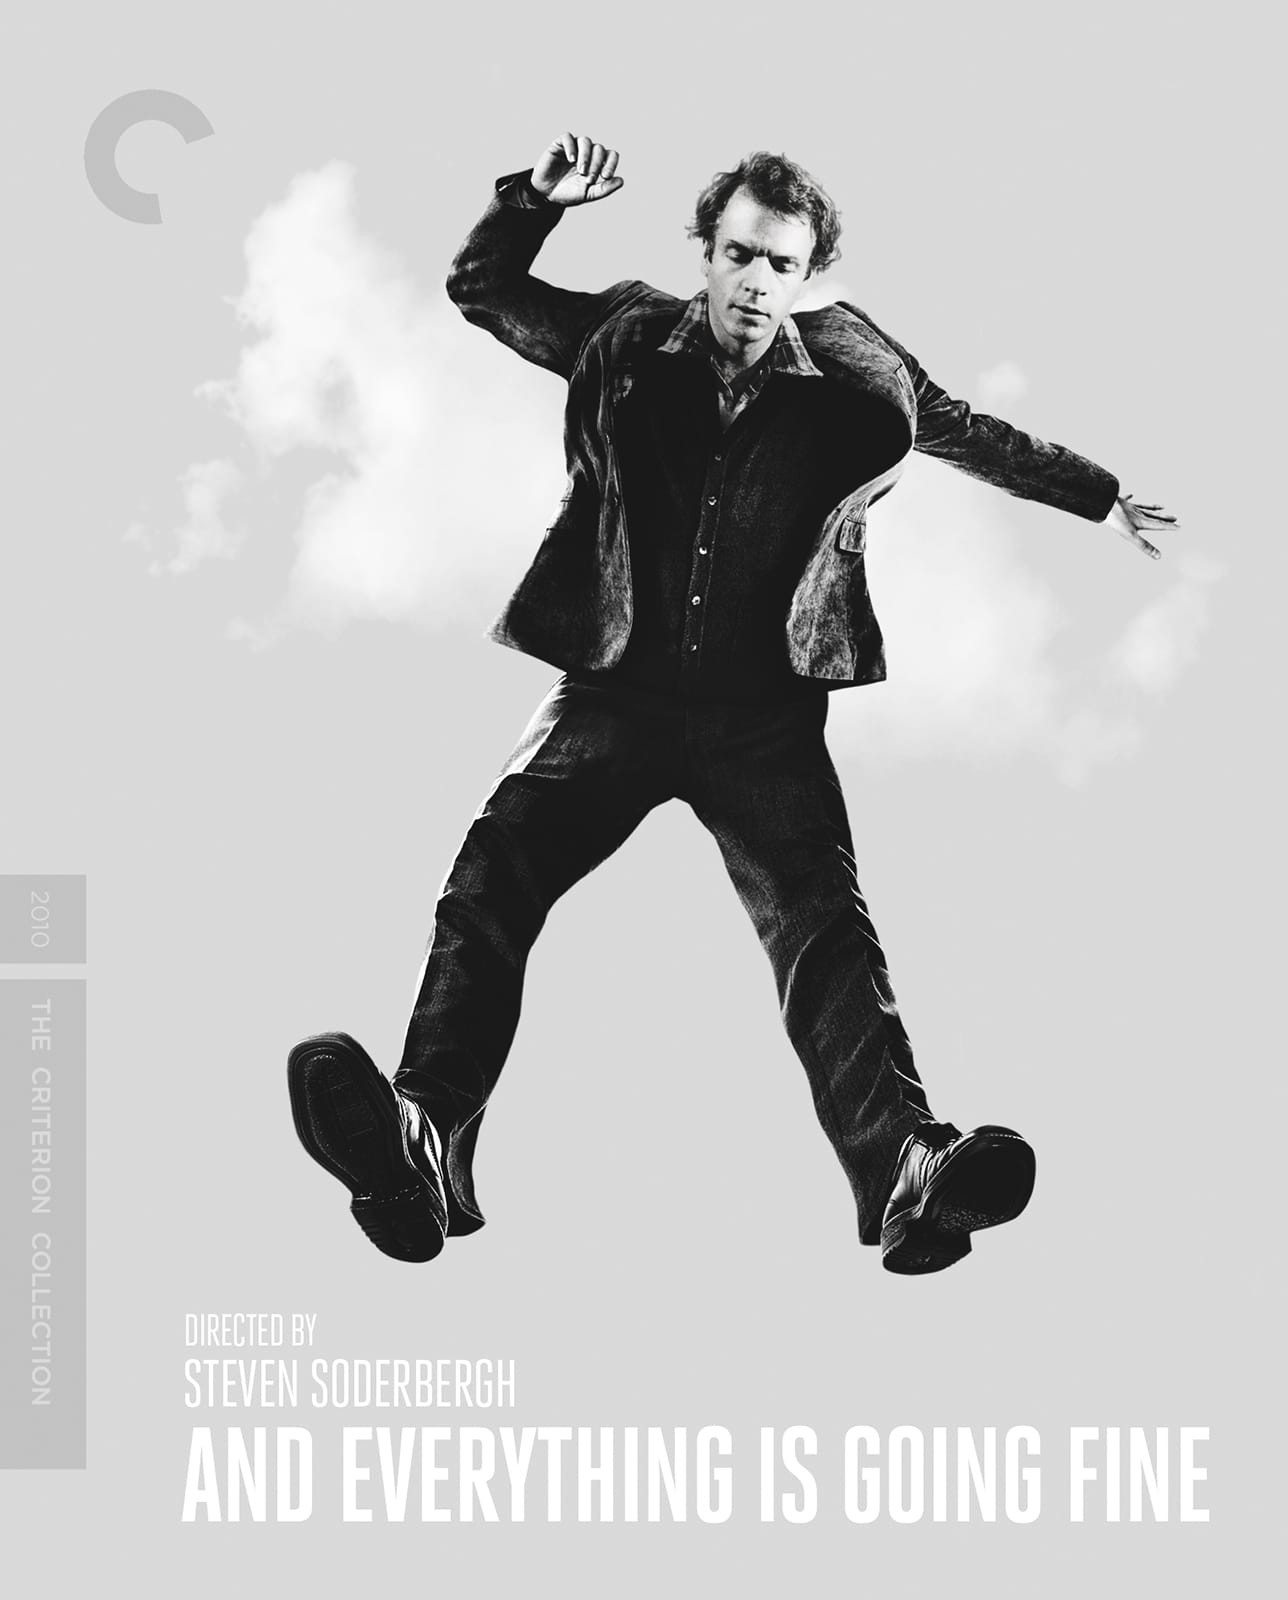 2010
THE CRITERION COLLECTION
DIRECTED BY
STEVEN SODERBERGH
AND EVERYTHING IS GOING FINE